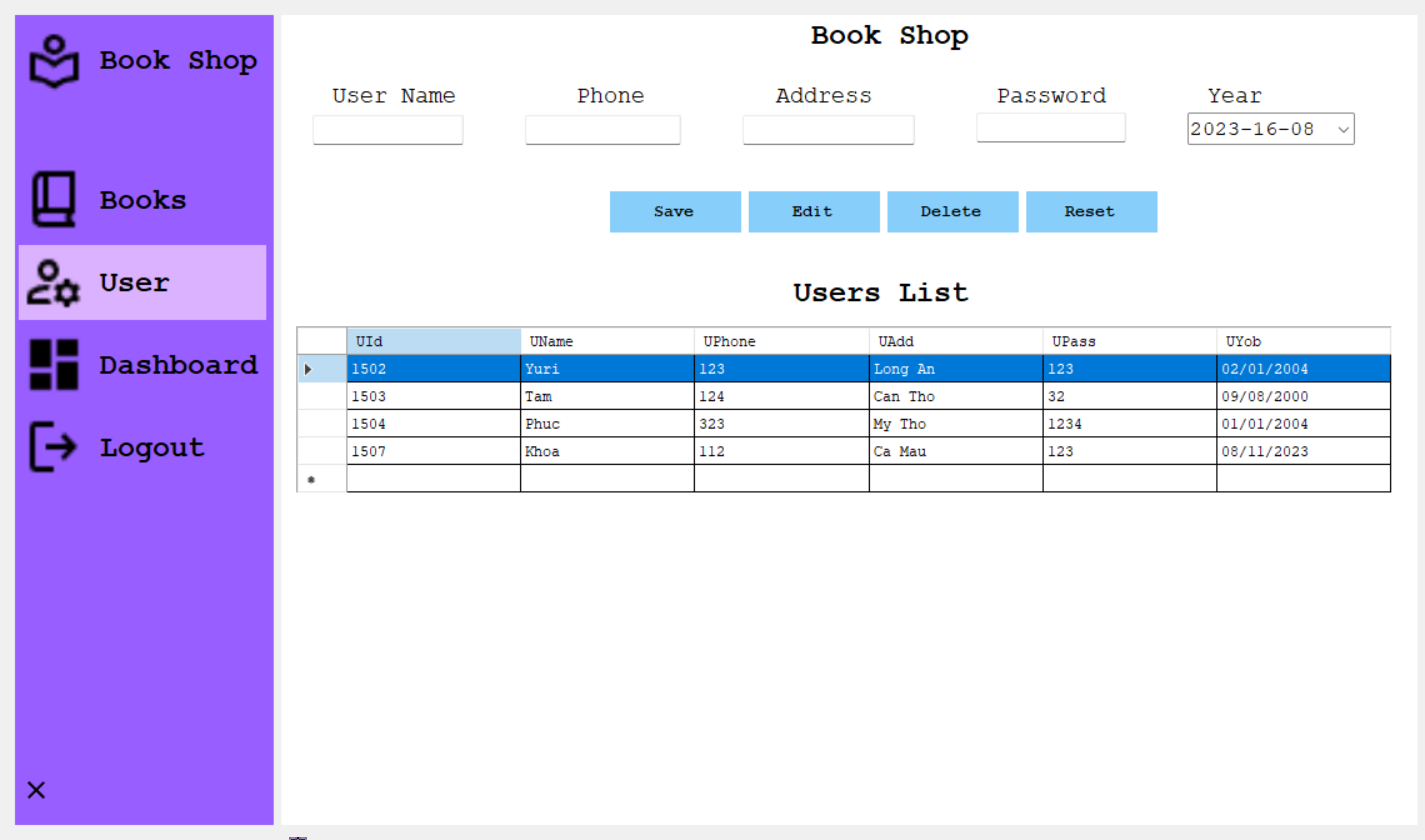 Book Shop
Books
User
Dashboard
Logout
Book Shop
User Name Phone Address Password Year
2023-16-08
Save Edit Delete Reset
Users List
UId UName UPhone UAdd UPass UYob
1502 Yuri 123 Long An 123 02/01/2004
1503 Tam 124 Can Tho 32 09/08/2000
1504 Phuc 323 My Tho 1234 01/01/2004
1507 Khoa 112 Ca Mau 123 08/11/2023